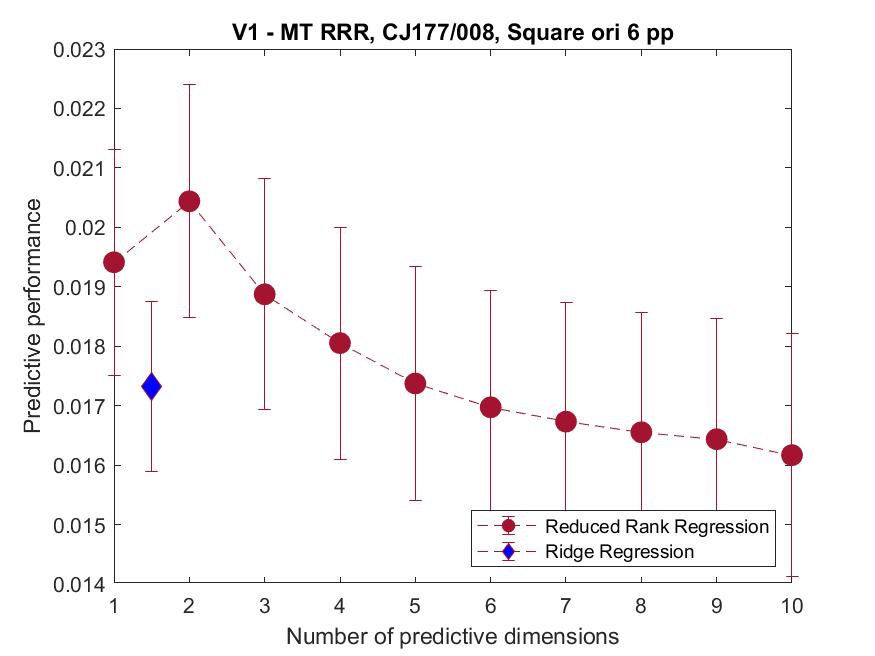 V1 - MT RRR, CJ177/008, Square ori 6 pp
0.023
0.022
0.021
0.02
0.019
0.018
0.017
0.016
0.015
0.014
Predictive performance
Reduced Rank Regression
Ridge Regression
1 2 3 4 5 6 7 8 9 10
Number of predictive dimensions